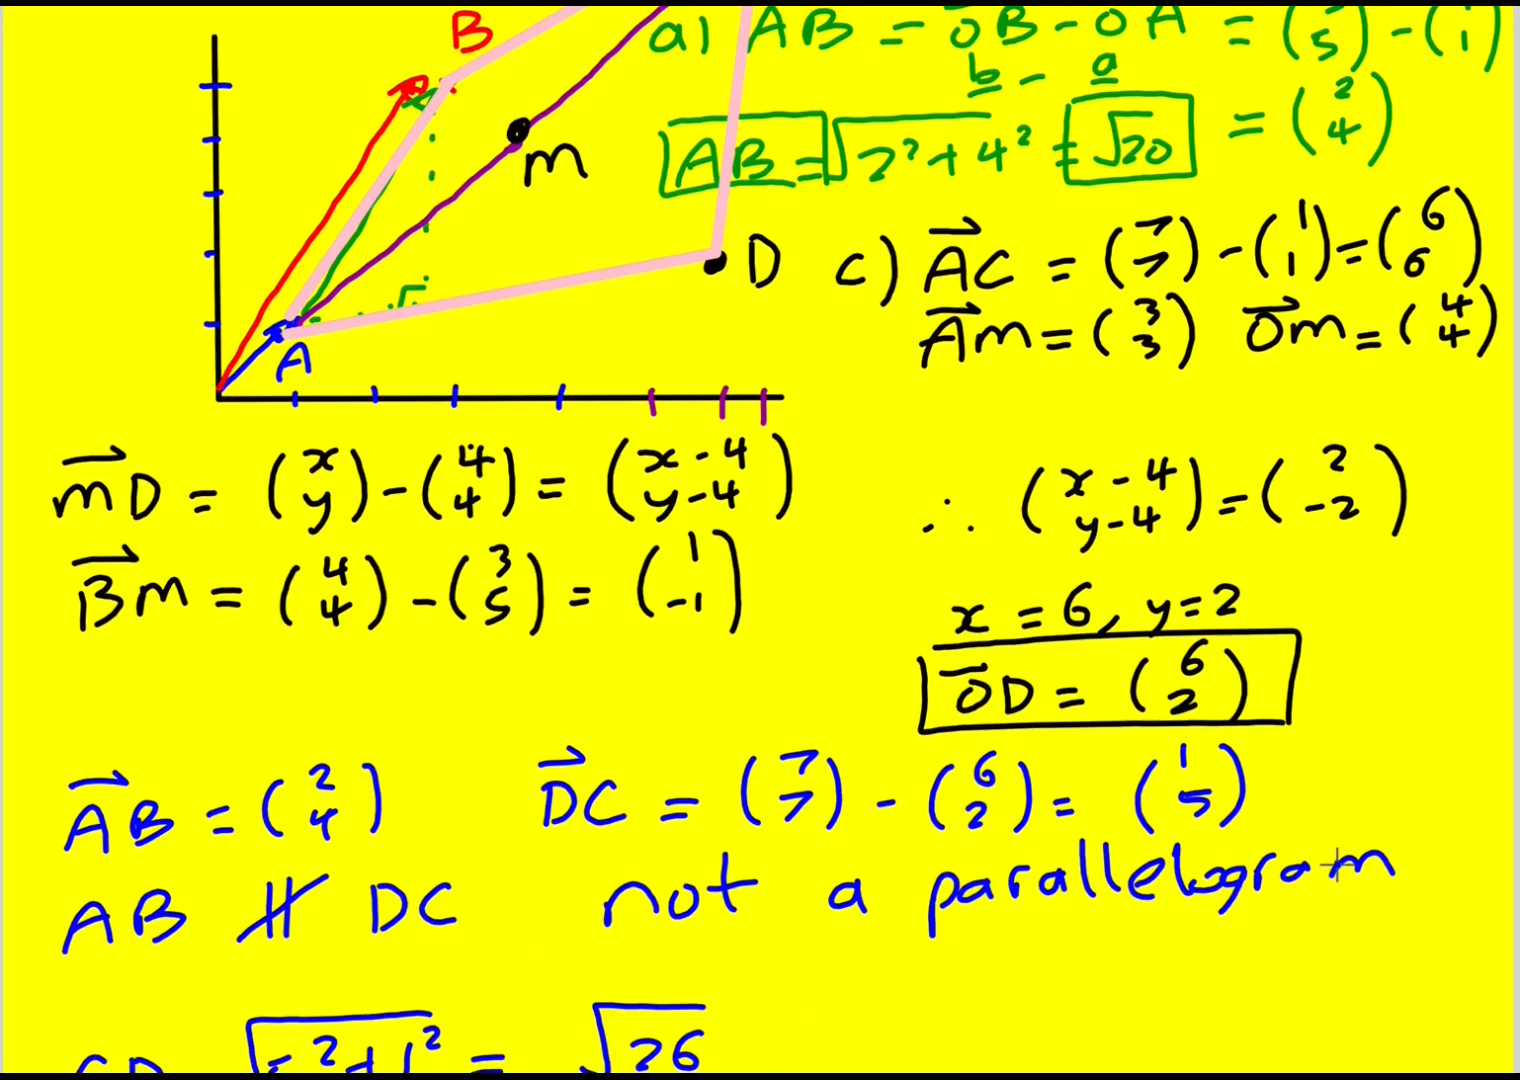 B
a) AB = OB - OA = ( 5) - ( 1)
b - a
AB = √2² + 4² = √20 = (2 4)
m
D
c) AC = (7 7) - (1 1) = (6 6)
Am = (3 3) Om = (4 4)
A
mD = (x y) - (4 4) = (x-4 y-4)
∴ (x-4 y-4) = (2 -2)
Bm = (4 4) - (3 5) = (1 -1)
x = 6, y = 2
OD = (6 2)
AB = (2 4) DC = (7 7) - (6 2) = (1 5)
AB ∦ DC not a parallelogram
= √26